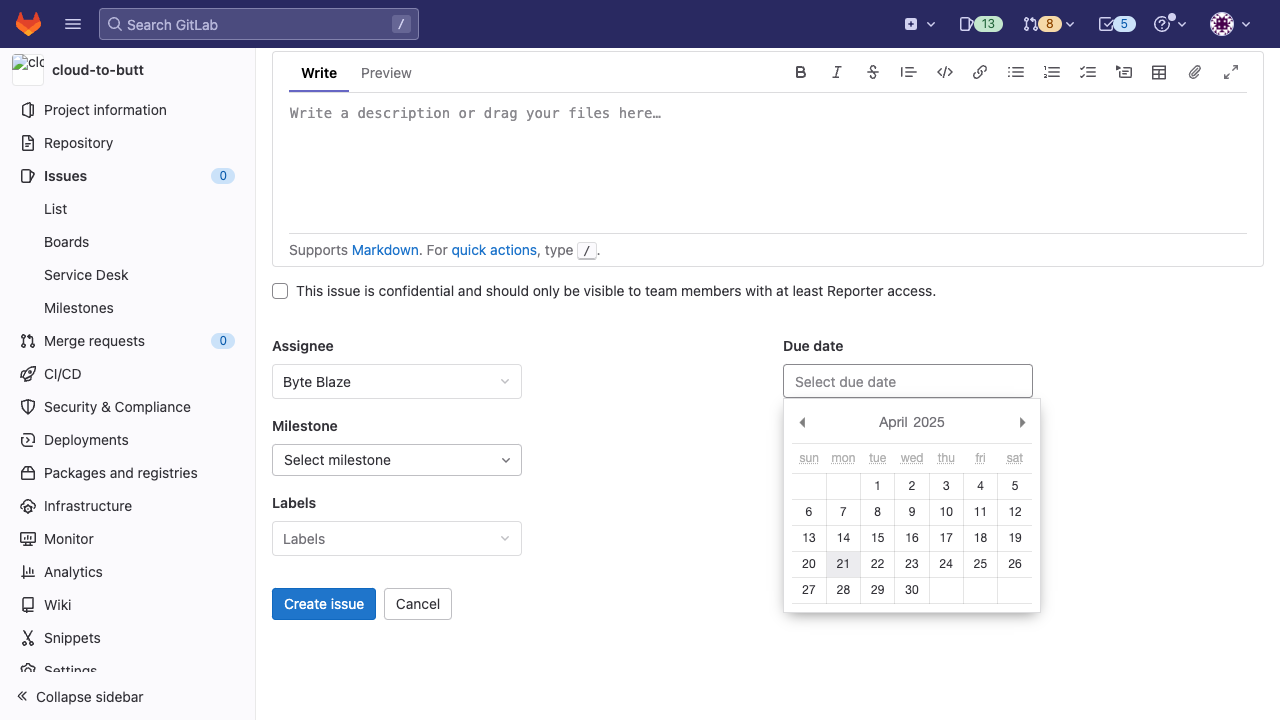 Search GitLab
/
13
8
5
clo
cloud-to-butt
Project information
Repository
Issues
0
List
Boards
Service Desk
Milestones
Merge requests
0
CI/CD
Security & Compliance
Deployments
Packages and registries
Infrastructure
Monitor
Analytics
Wiki
Snippets
Settings
Collapse sidebar
Write
Preview
Write a description or drag your files here…
Supports Markdown. For quick actions, type /.
This issue is confidential and should only be visible to team members with at least Reporter access.
Assignee
Byte Blaze
Milestone
Select milestone
Labels
Labels
Create issue
Cancel
Due date
Select due date
April 2025
sun mon tue wed thu fri sat
1 2 3 4 5
6 7 8 9 10 11 12
13 14 15 16 17 18 19
20 21 22 23 24 25 26
27 28 29 30